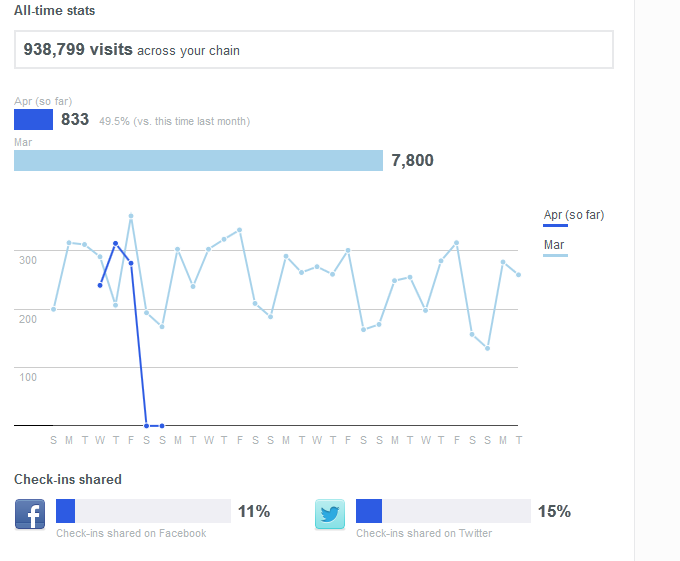 All-time stats
938,799 visits across your chain
Apr (so far)
833 49.5% (vs. this time last month)
Mar
7,800
Apr (so far)
Mar
300
200
100
S M T W T F S S M T W T F S S M T W T F S S M T W T F S S M T
Check-ins shared
11%
Check-ins shared on Facebook
15%
Check-ins shared on Twitter